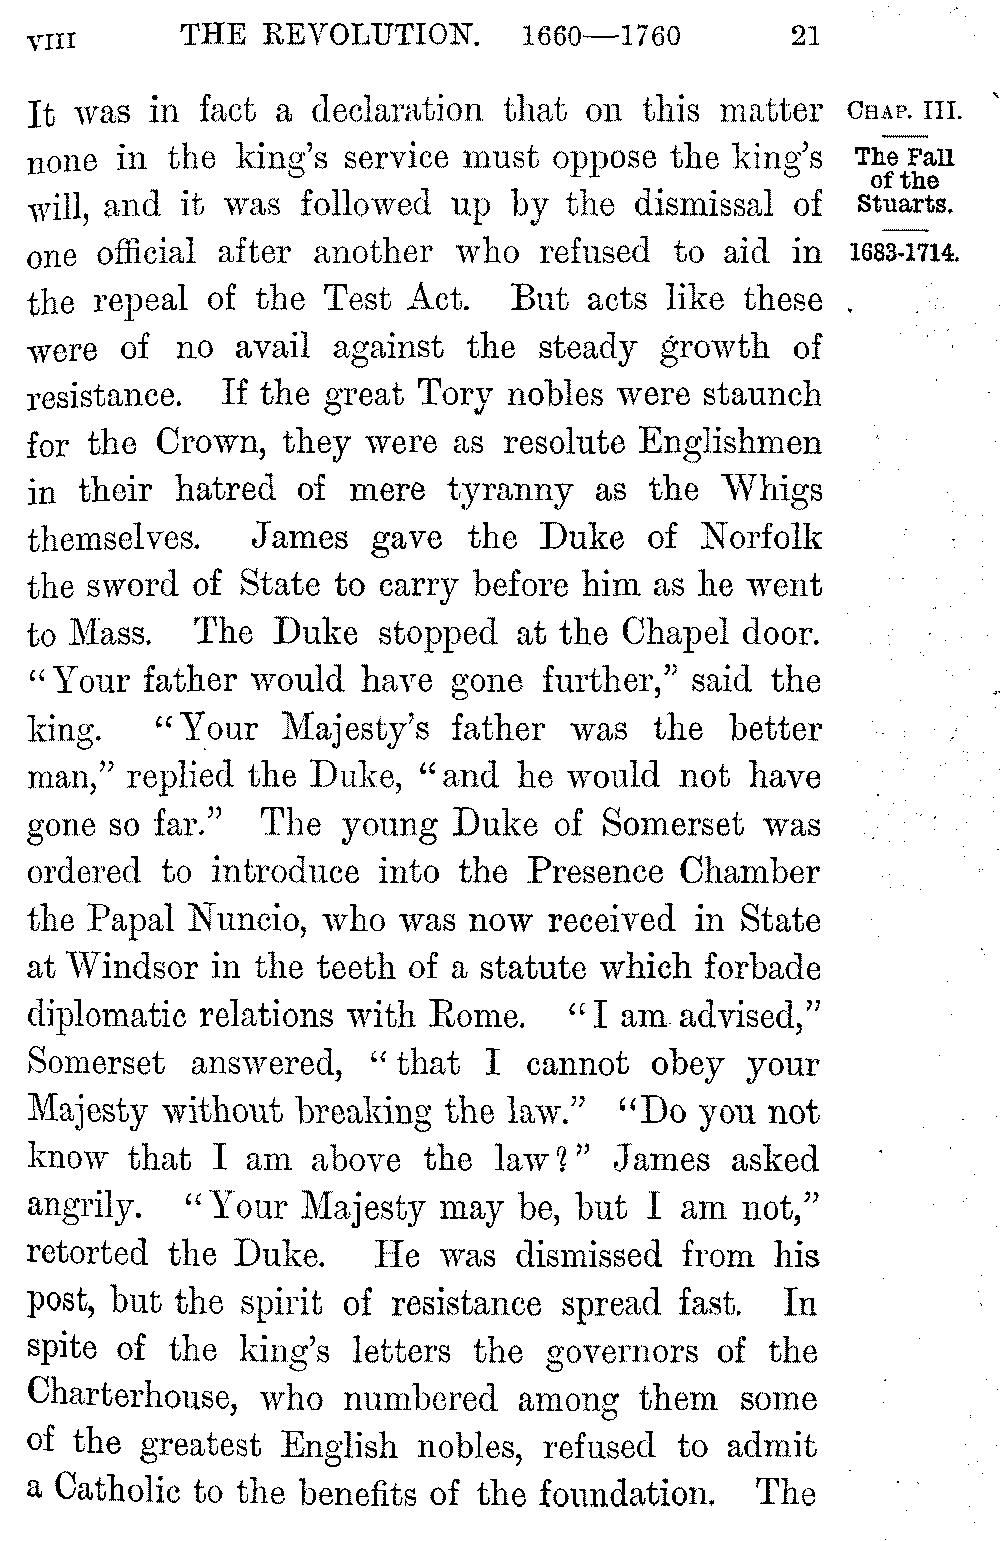 VIII THE REVOLUTION. 1660—1760 21
It was in fact a declaration that on this matter
none in the king's service must oppose the king's
will, and it was followed up by the dismissal of
one official after another who refused to aid in
the repeal of the Test Act. But acts like these
were of no avail against the steady growth of
resistance. If the great Tory nobles were staunch
for the Crown, they were as resolute Englishmen
in their hatred of mere tyranny as the Whigs
themselves. James gave the Duke of Norfolk
the sword of State to carry before him as he went
to Mass. The Duke stopped at the Chapel door.
"Your father would have gone further," said the
king. "Your Majesty's father was the better
man," replied the Duke, "and he would not have
gone so far." The young Duke of Somerset was
ordered to introduce into the Presence Chamber
the Papal Nuncio, who was now received in State
at Windsor in the teeth of a statute which forbade
diplomatic relations with Rome. "I am advised,"
Somerset answered, "that I cannot obey your
Majesty without breaking the law." "Do you not
know that I am above the law?" James asked
angrily. "Your Majesty may be, but I am not,"
retorted the Duke. He was dismissed from his
post, but the spirit of resistance spread fast. In
spite of the king's letters the governors of the
Charterhouse, who numbered among them some
of the greatest English nobles, refused to admit
a Catholic to the benefits of the foundation. The
CHAP. III.
The Fall
of the
Stuarts.
1683-1714.